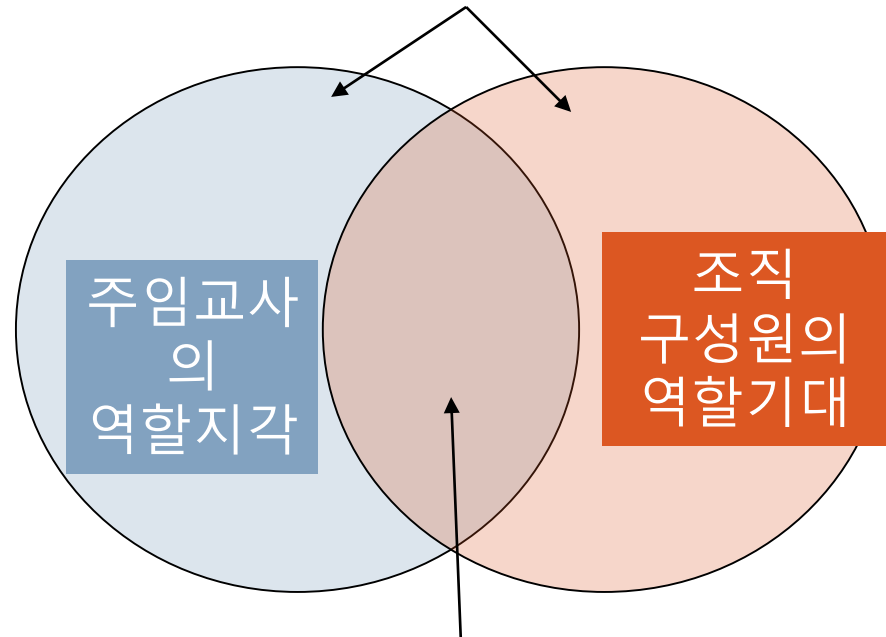 주임교사
의
역할지각
조직
구성원의
역할기대